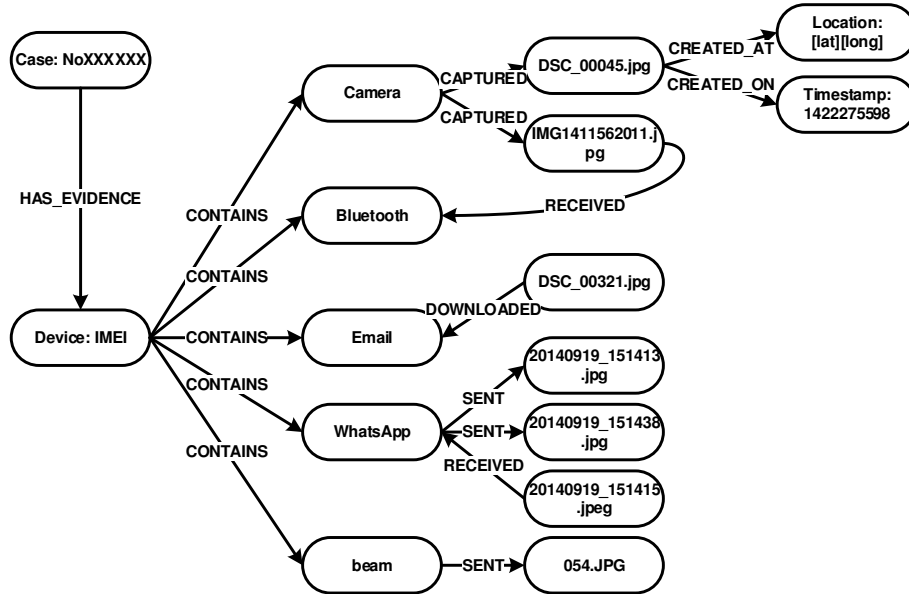 Case: NoXXXXXX
HAS_EVIDENCE
Device: IMEI
CONTAINS
CONTAINS
CONTAINS
CONTAINS
CONTAINS
Camera
Bluetooth
Email
WhatsApp
beam
CAPTURED
CAPTURED
RECEIVED
DOWNLOADED
SENT
SENT
RECEIVED
SENT
DSC_00045.jpg
IMG1411562011.j
pg
DSC_00321.jpg
20140919_151413
.jpg
20140919_151438
.jpg
20140919_151415
.jpeg
054.JPG
CREATED_AT
CREATED_ON
Location:
[lat][long]
Timestamp:
1422275598